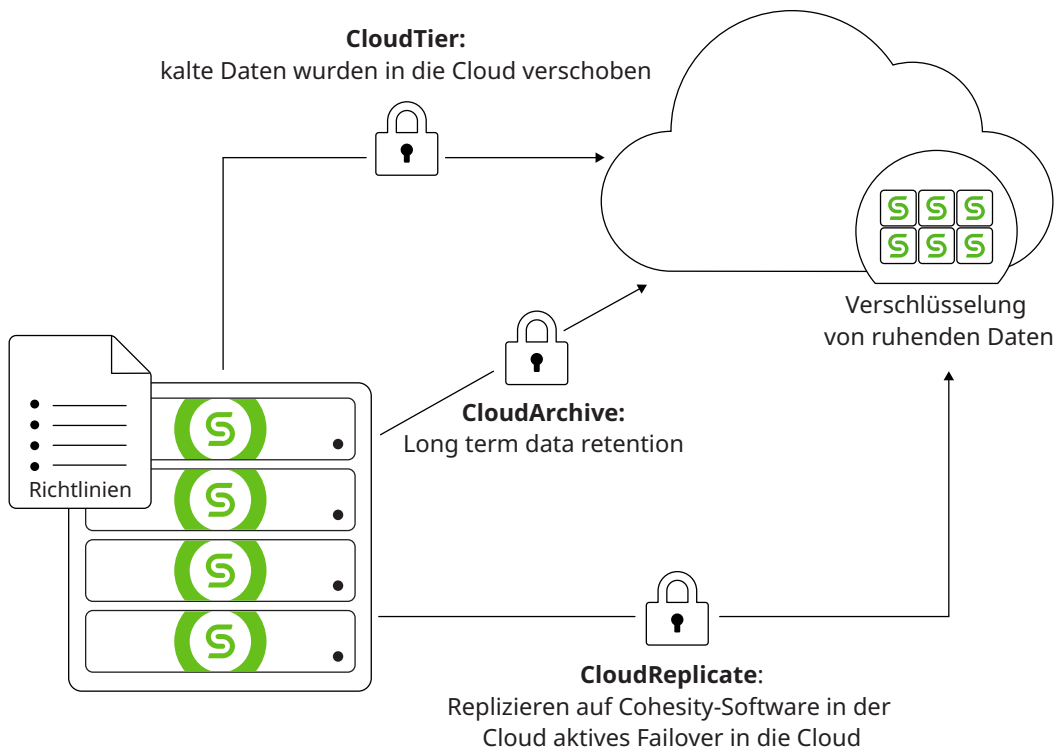 CloudTier:
kalte Daten wurden in die Cloud verschoben
Verschlüsselung
von ruhenden Daten
CloudArchive:
Long term data retention
Richtlinien
CloudReplicate:
Replizieren auf Cohesity-Software in der
Cloud aktives Failover in die Cloud